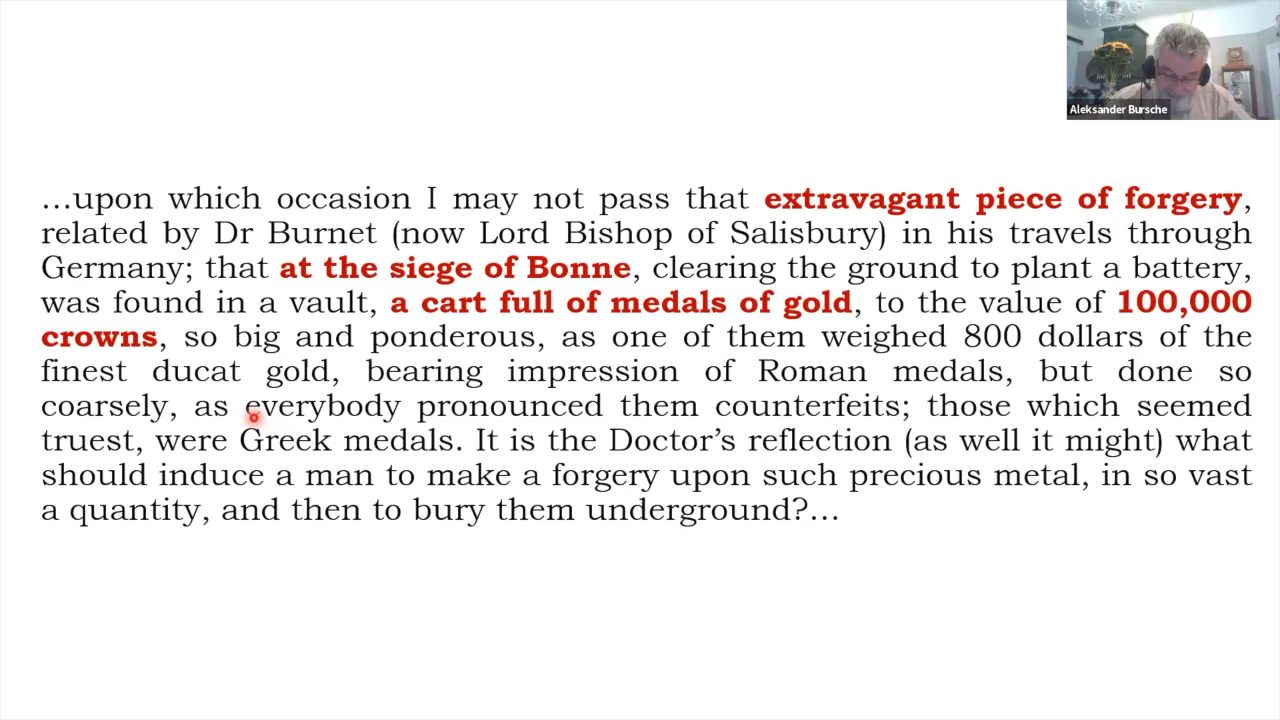 Aleksander Bursche
…upon which occasion I may not pass that extravagant piece of forgery,
related by Dr Burnet (now Lord Bishop of Salisbury) in his travels through
Germany; that at the siege of Bonne, clearing the ground to plant a battery,
was found in a vault, a cart full of medals of gold, to the value of 100,000
crowns, so big and ponderous, as one of them weighed 800 dollars of the
finest ducat gold, bearing impression of Roman medals, but done so
coarsely, as everybody pronounced them counterfeits; those which seemed
truest, were Greek medals. It is the Doctor’s reflection (as well it might) what
should induce a man to make a forgery upon such precious metal, in so vast
a quantity, and then to bury them underground?…